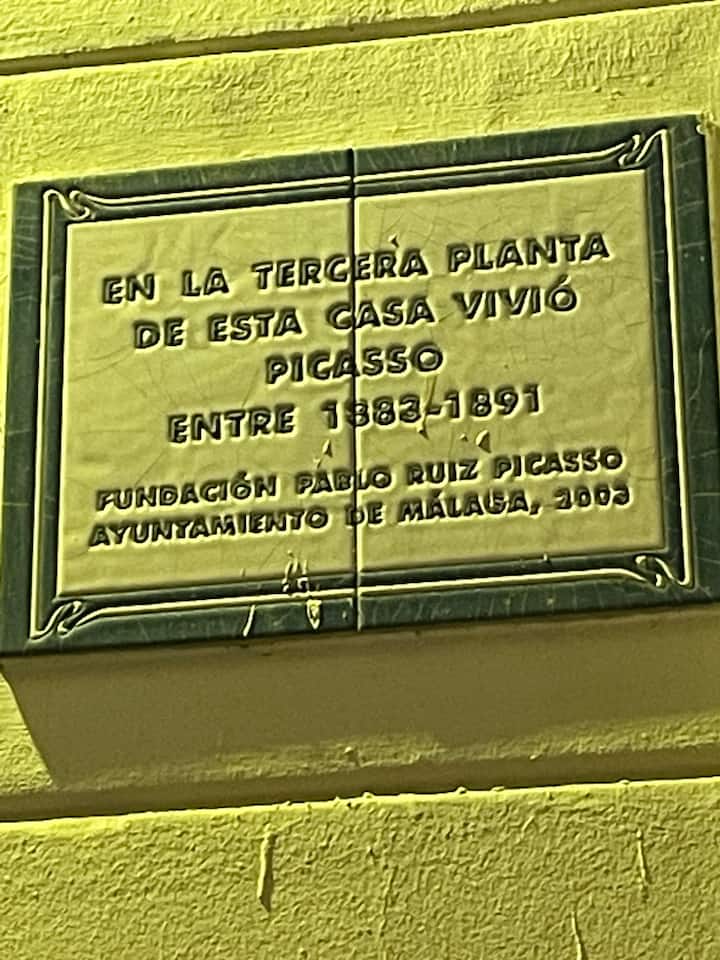 EN LA TERCERA PLANTA
DE ESTA CASA VIVIÓ
PICASSO
ENTRE 1883-1891
FUNDACIÓN PABLO RUIZ PICASSO
AYUNTAMIENTO DE MÁLAGA, 2003